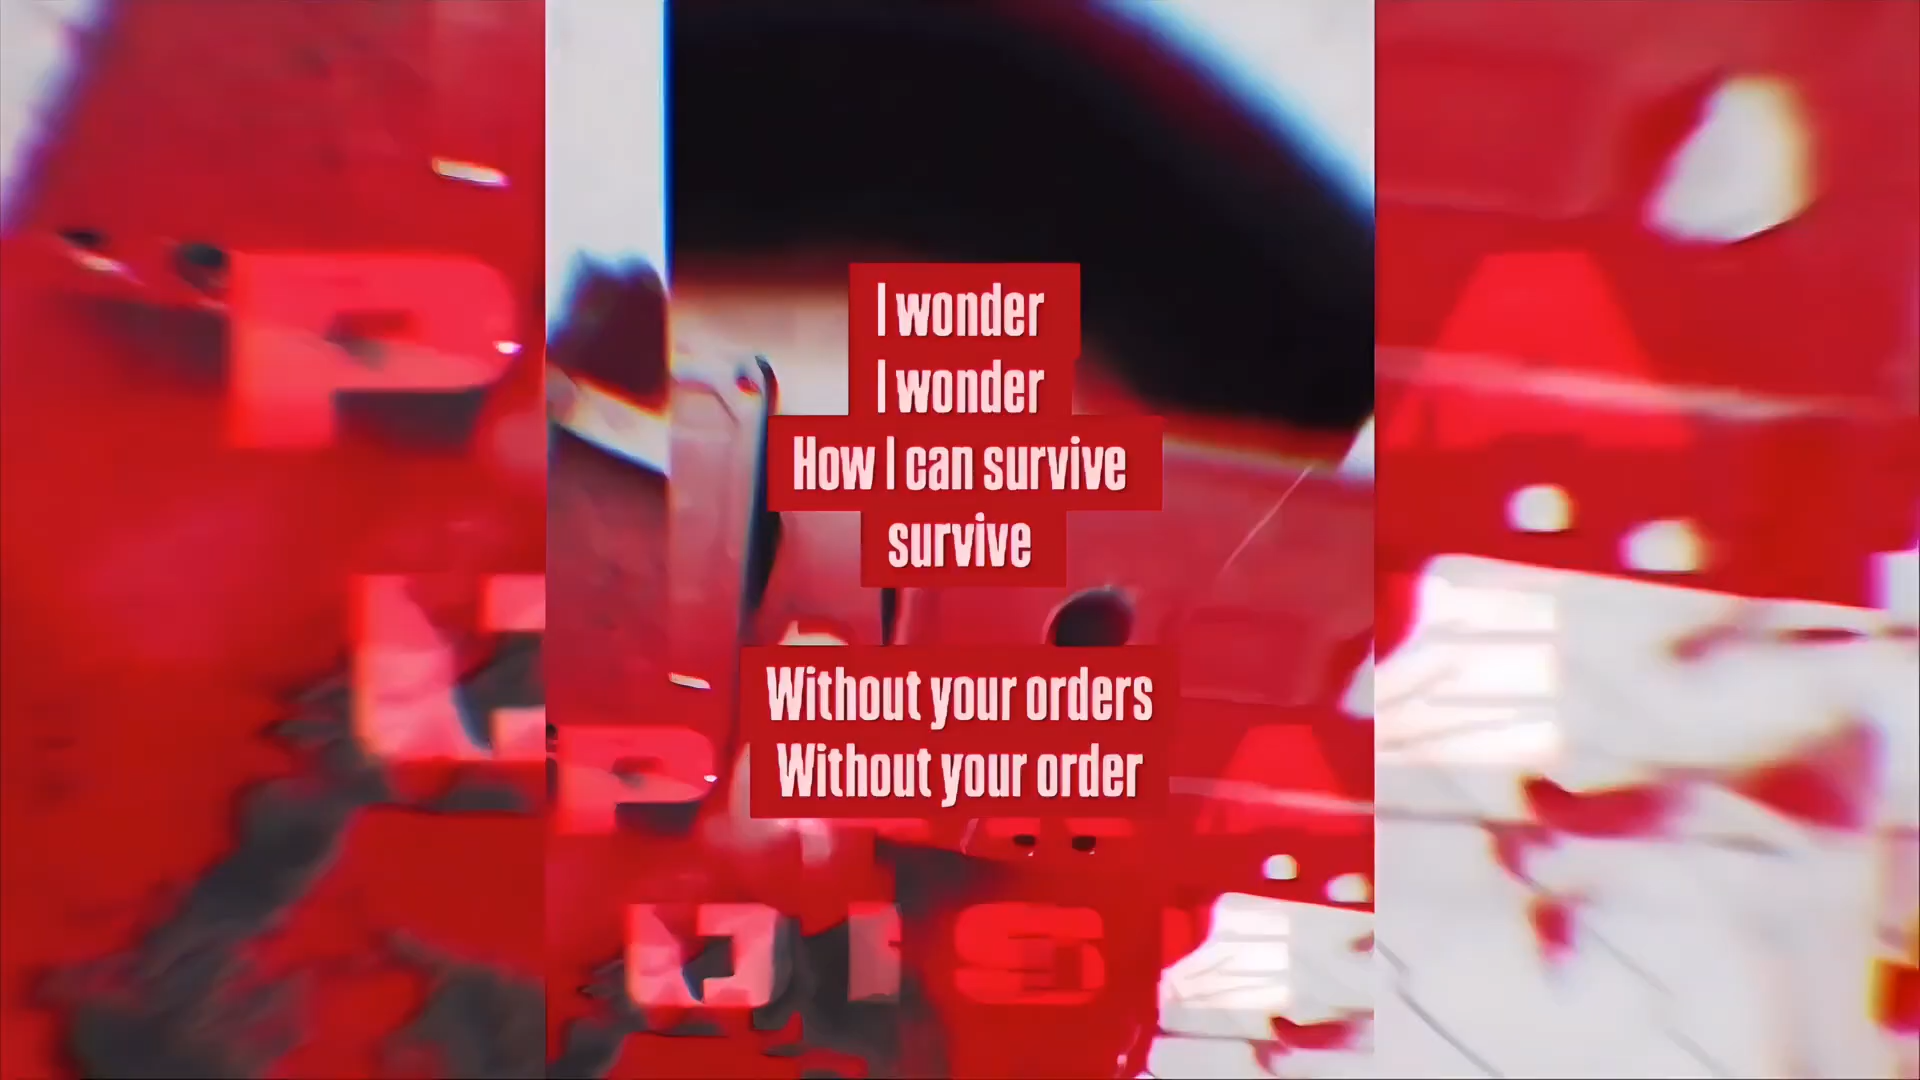 I wonder
I wonder
How I can survive
survive
Without your orders
Without your order